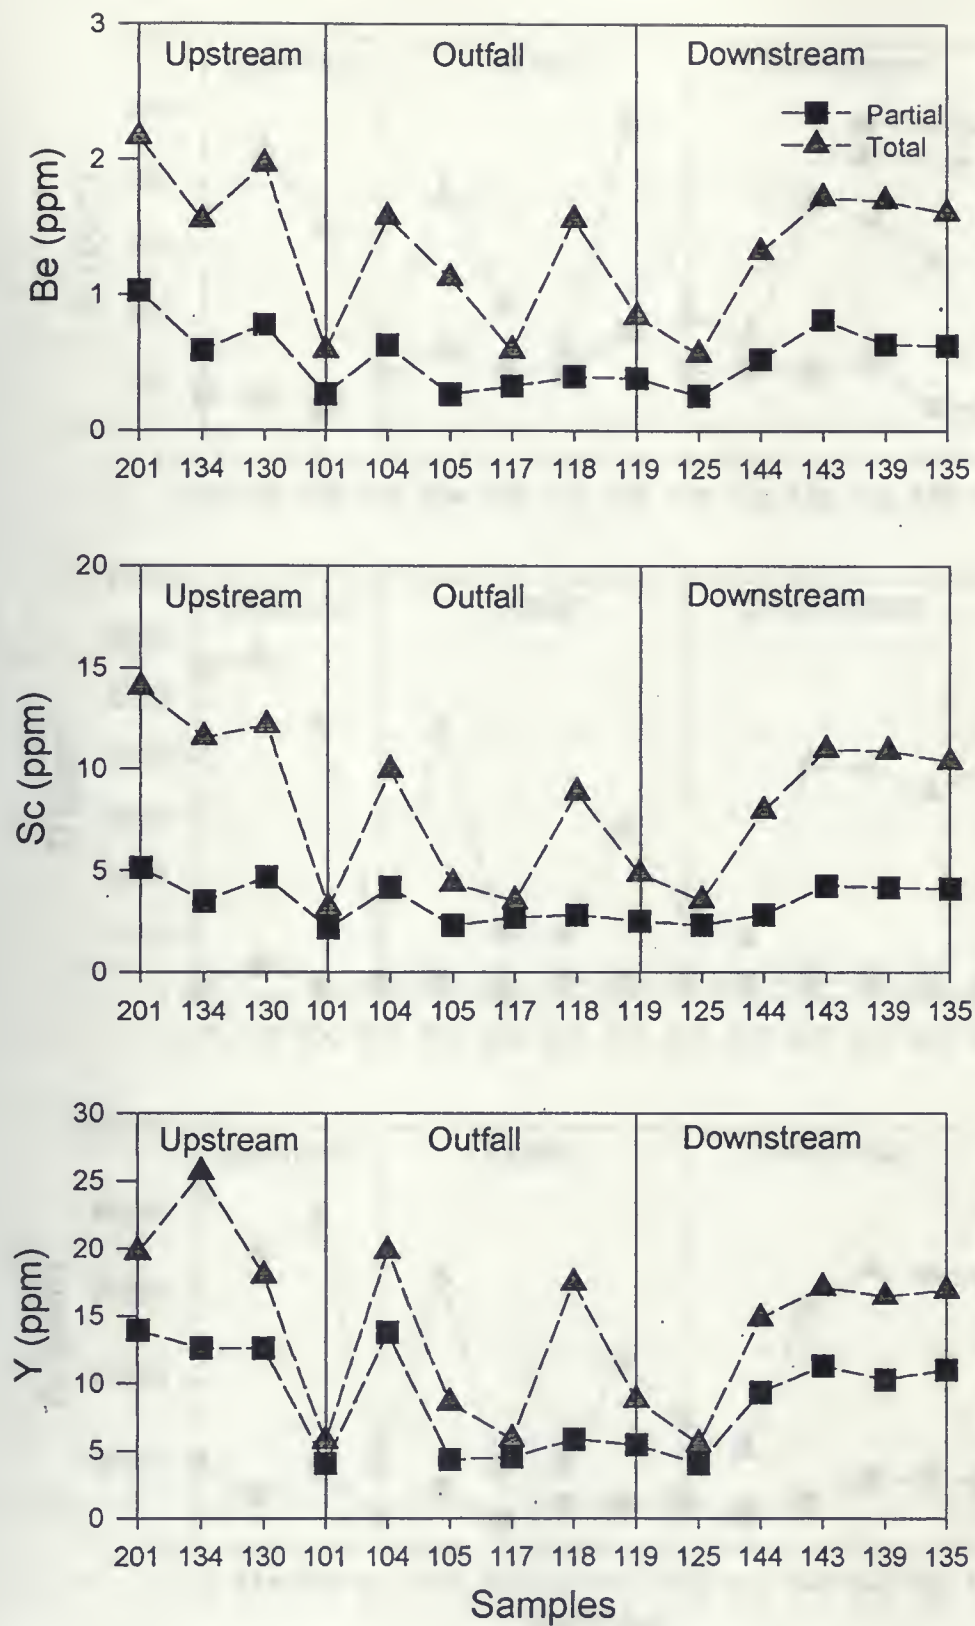 3
Upstream Outfall Downstream
Partial
Total
2
Be (ppm)
1
0
201 134 130 101 104 105 117 118 119 125 144 143 139 135
20
Upstream Outfall Downstream
15
Sc (ppm)
10
5
0
201 134 130 101 104 105 117 118 119 125 144 143 139 135
30
Upstream Outfall Downstream
25
20
Y (ppm)
15
10
5
0
201 134 130 101 104 105 117 118 119 125 144 143 139 135
Samples